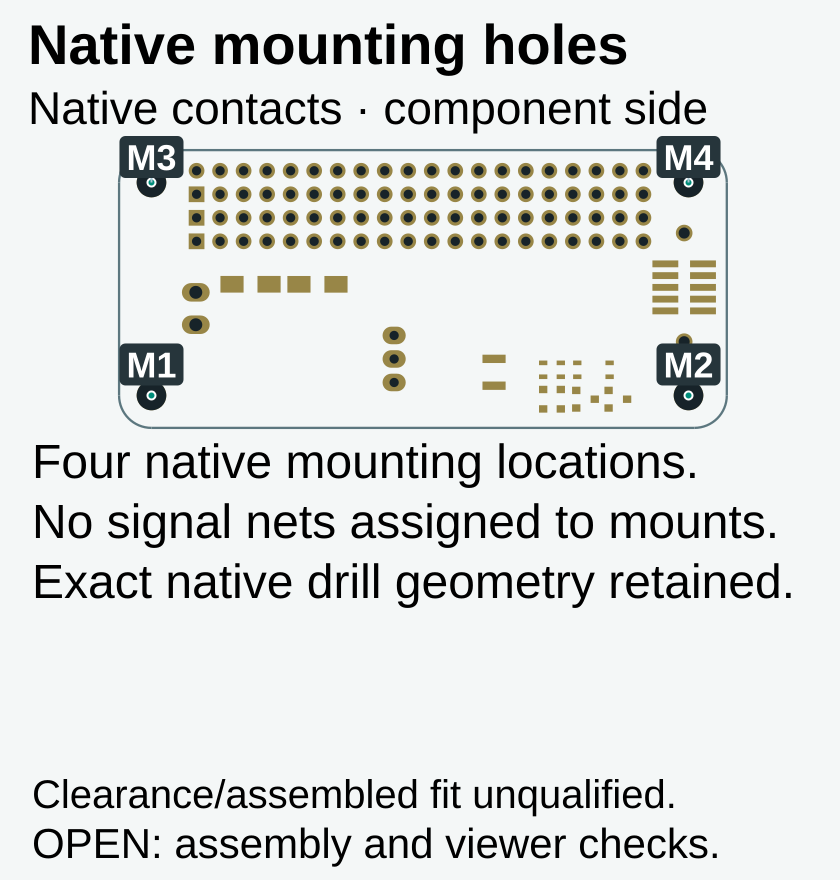 Native mounting holes
Native contacts · component side
M3 M4
M1 M2
Four native mounting locations.
No signal nets assigned to mounts.
Exact native drill geometry retained.
Clearance/assembled fit unqualified.
OPEN: assembly and viewer checks.